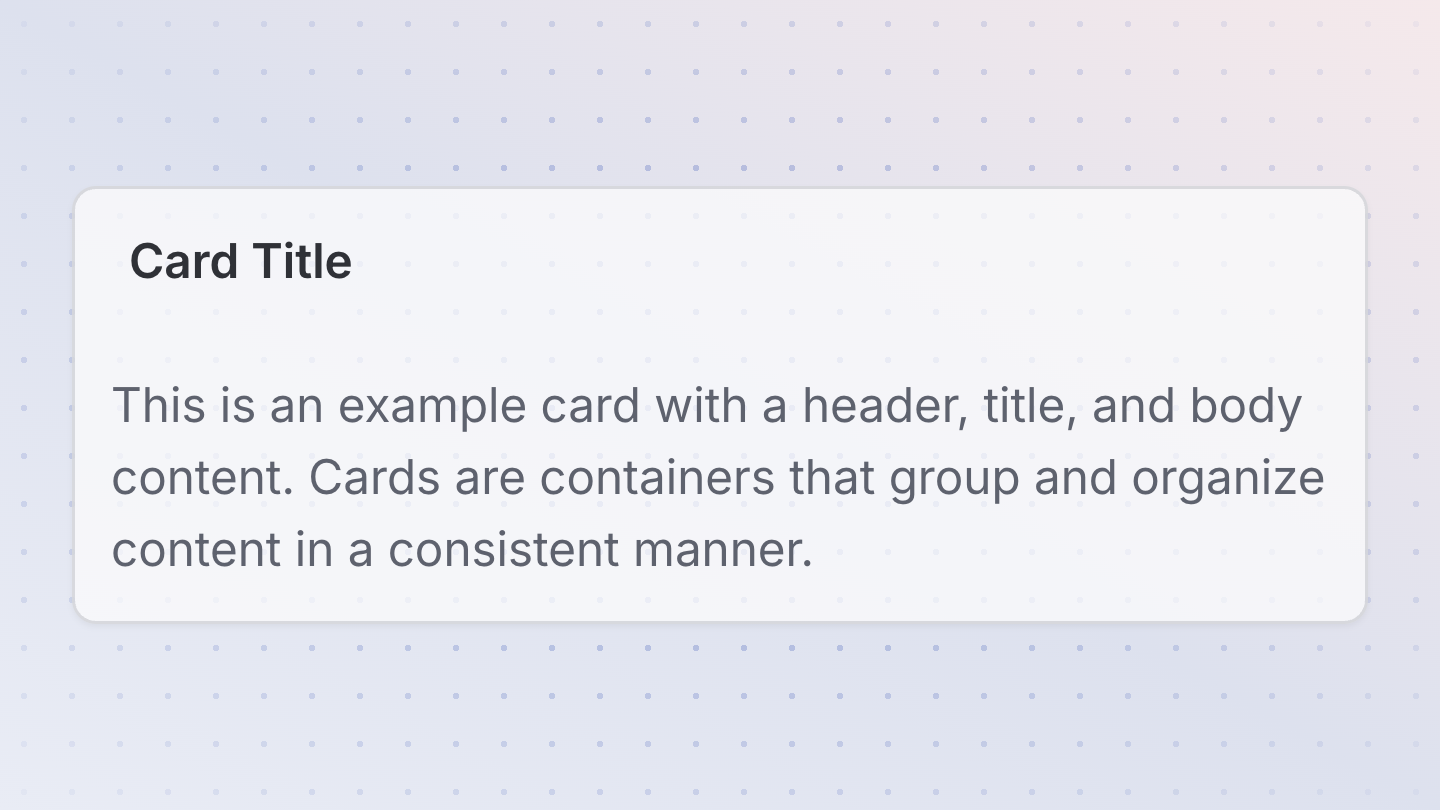 Card Title
This is an example card with a header, title, and body
content. Cards are containers that group and organize
content in a consistent manner.